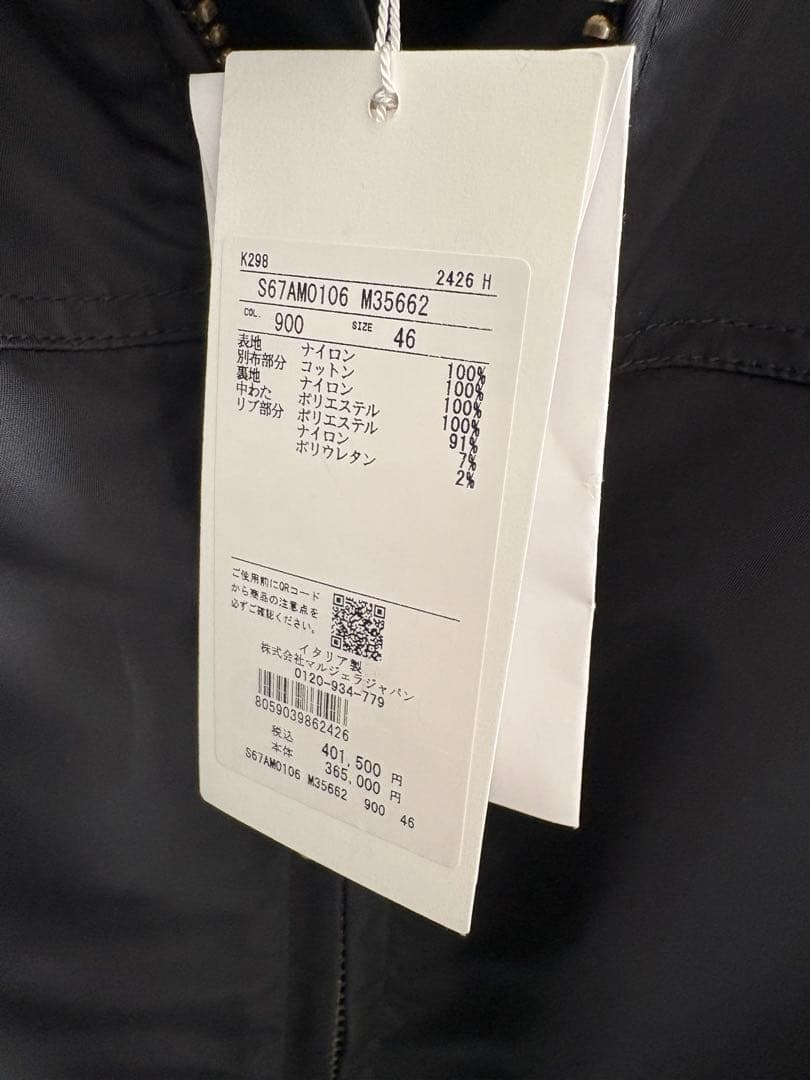 K298 2426 H
S67AM0106 M35662
COL. 900 SIZE 46
表地 ナイロン 100%
別布部分 コットン 100%
裏地 ナイロン 100%
中わた ポリエステル 100%
リブ部分 ポリエステル 91%
ナイロン 7%
ポリウレタン 2%
ご使用前にQRコード
から商品の注意点を
必ずご確認ください。
イタリア製
株式会社マルジェラジャパン
0120-934-779
8059039862426
税込 401,500 円
本体 365,000 円
S67AM0106 M35662 900 46